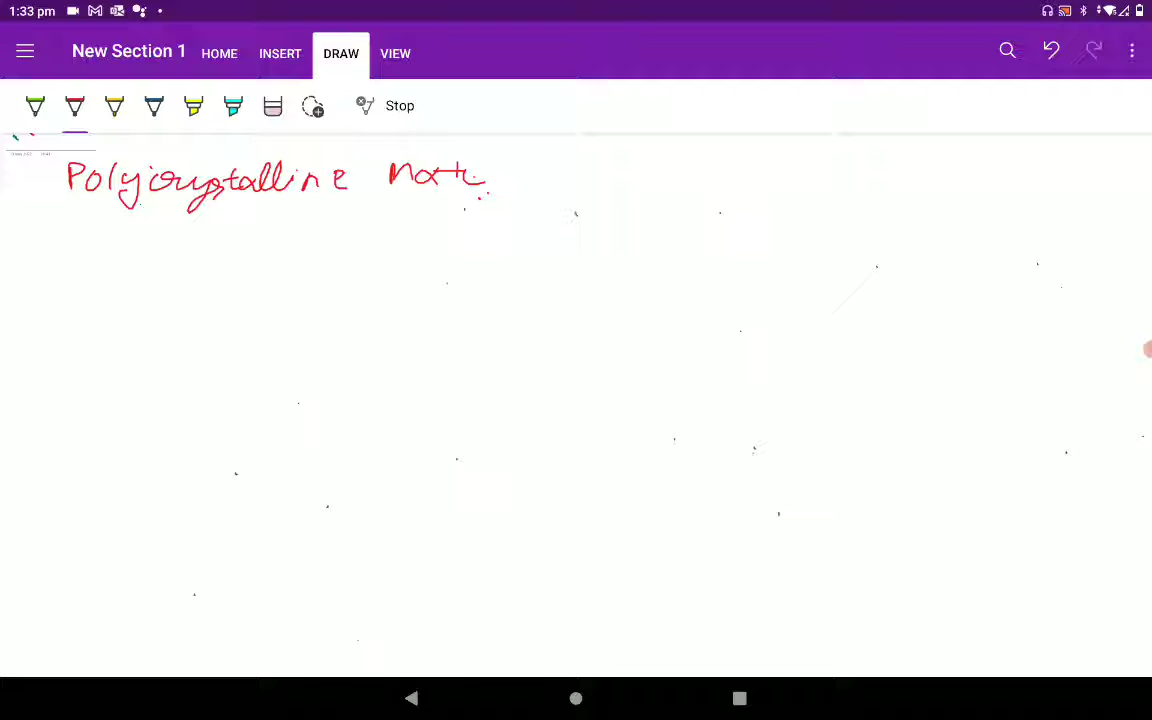 1:33 pm
New Section 1 HOME INSERT DRAW VIEW
Stop
Polycrystalline Mate